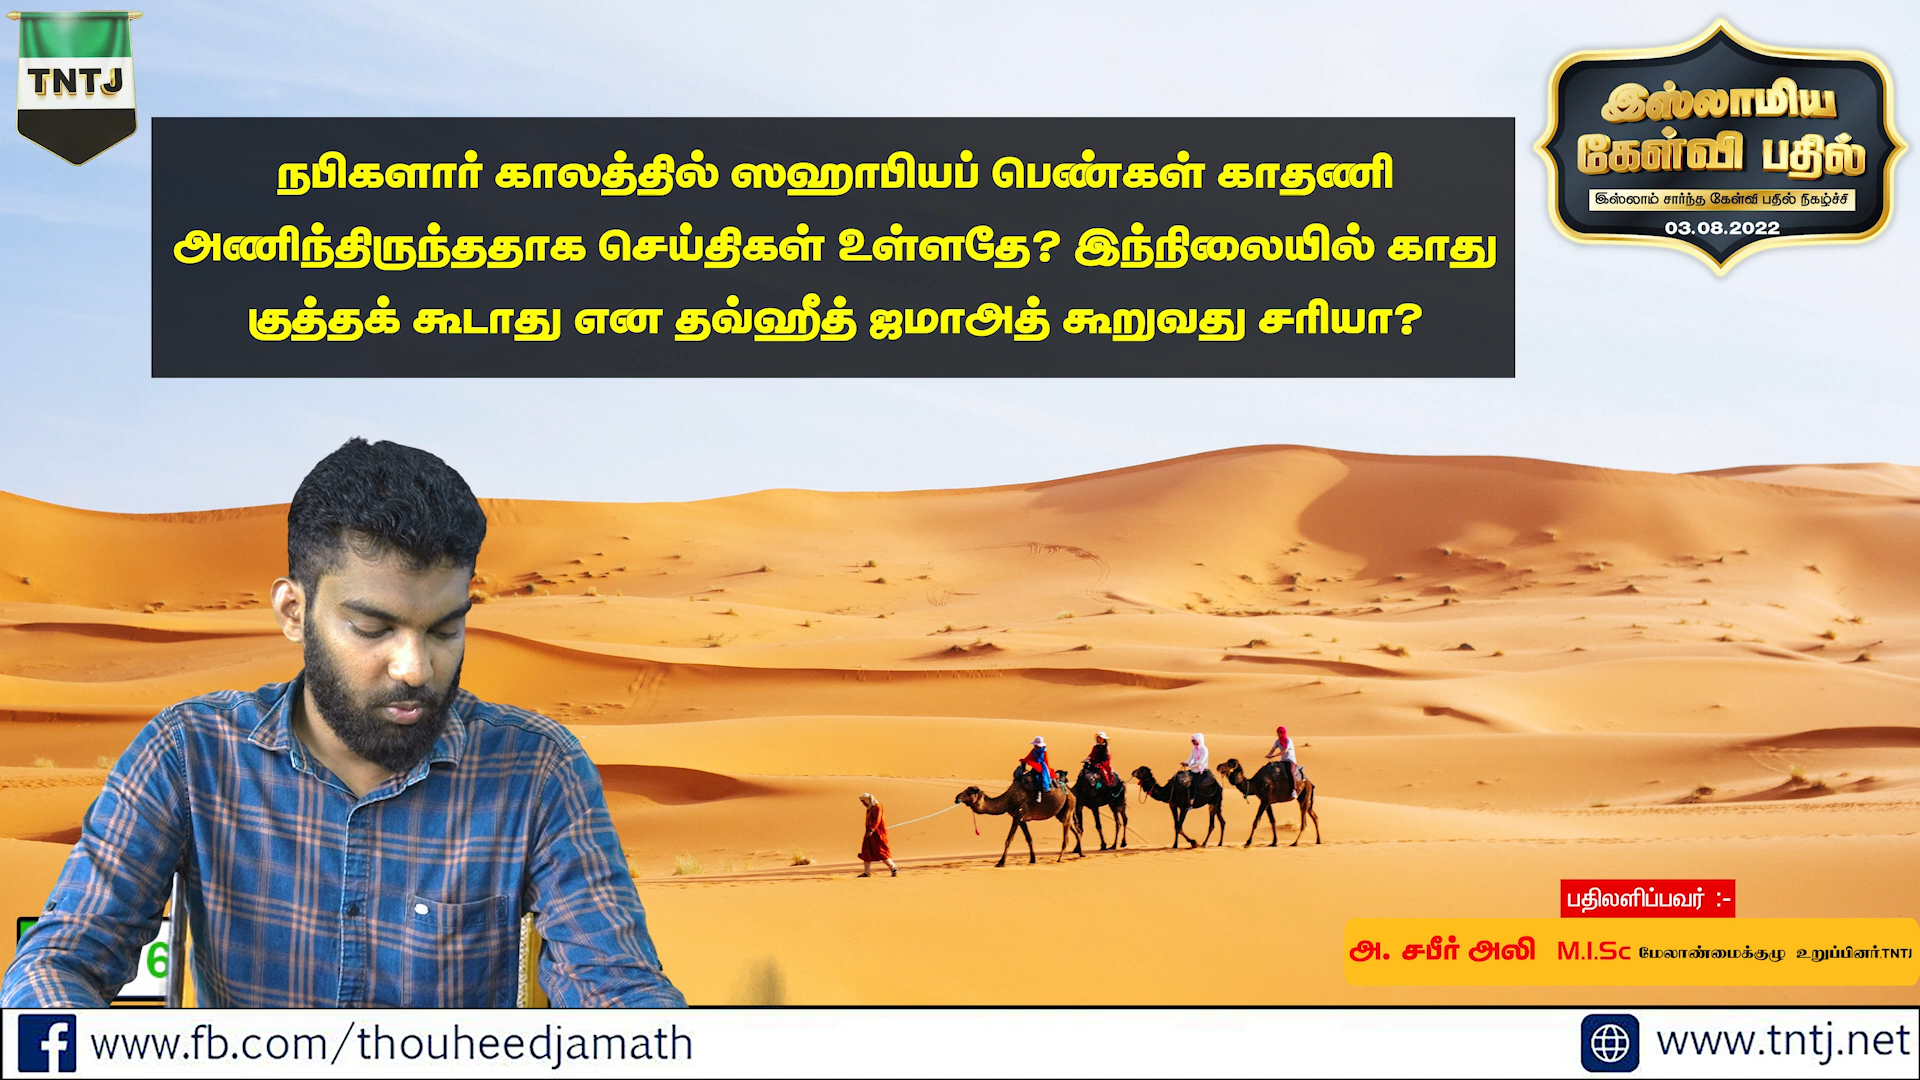 TNTJ
இஸ்லாமிய
கேள்வி பதில்
இஸ்லாம் சார்ந்த கேள்வி பதில் நிகழ்ச்சி
03.08.2022
நபிகளார் காலத்தில் ஸஹாபியப் பெண்கள் காதணி
அணிந்திருந்ததாக செய்திகள் உள்ளதே? இந்நிலையில் காது
குத்தக் கூடாது என தவ்ஹீத் ஜமாஅத் கூறுவது சரியா?
பதிலளிப்பவர் :-
அ. சபீர் அலி M.I.Sc மேலாண்மைக்குழு உறுப்பினர்.TNTJ
6
www.fb.com/thouheedjamath
www.tntj.net